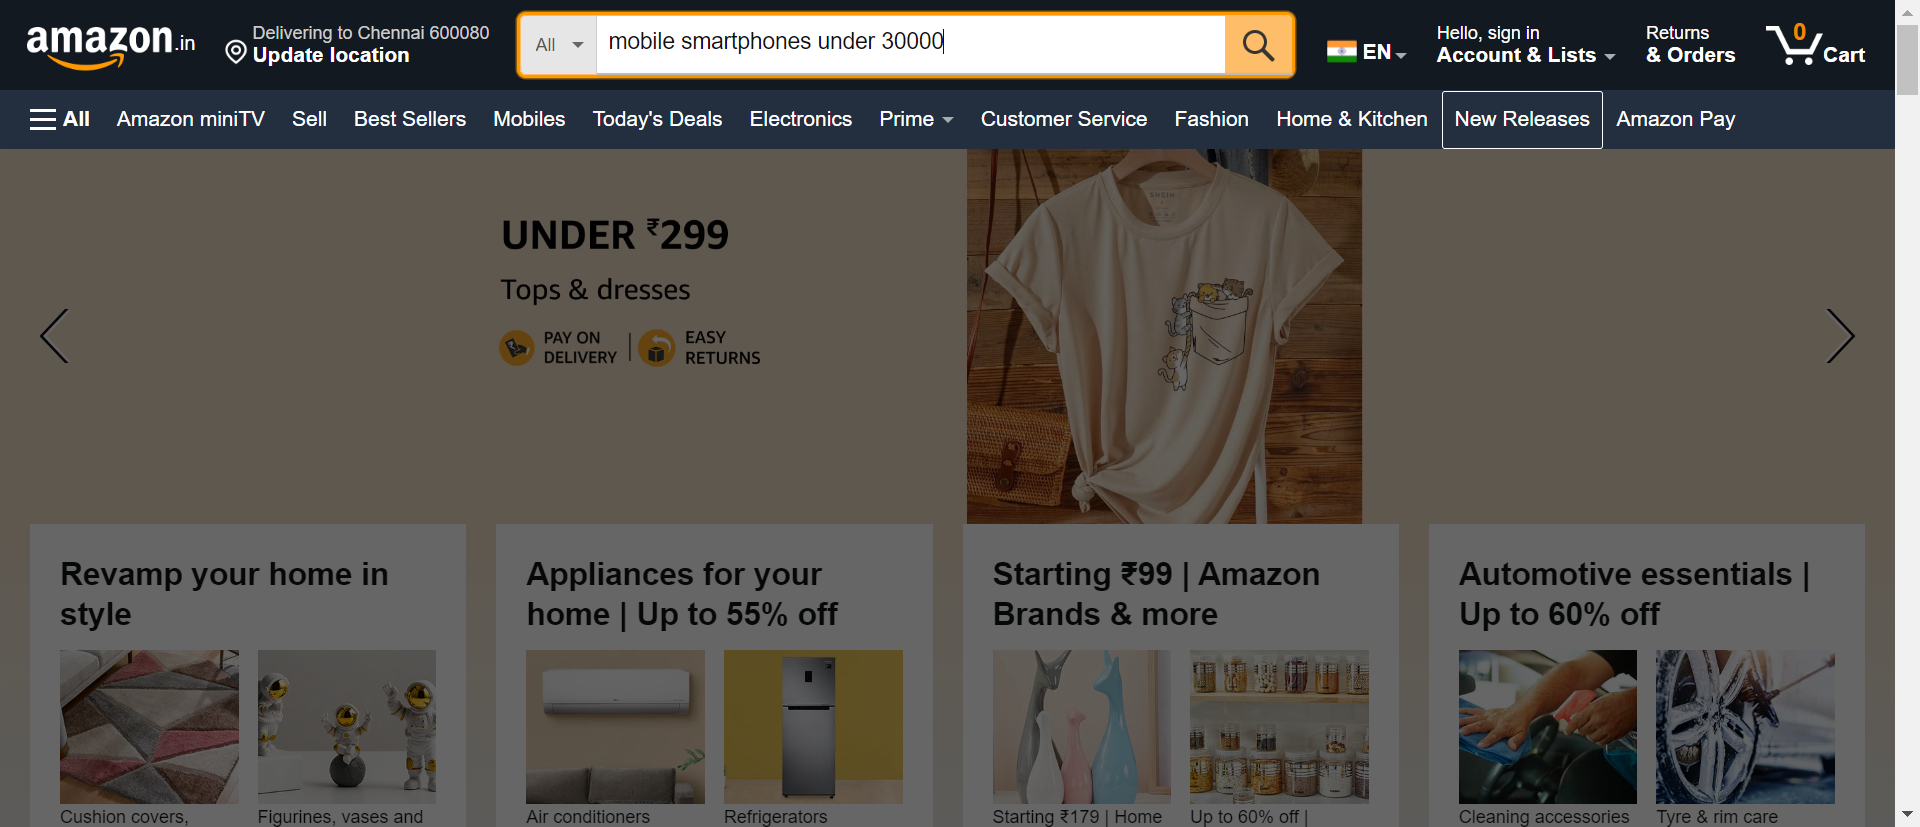 amazon.in
Delivering to Chennai 600080
Update location
All
mobile smartphones under 30000
EN
Hello, sign in
Account & Lists
Returns
& Orders
0
Cart
All
Amazon miniTV
Sell
Best Sellers
Mobiles
Today's Deals
Electronics
Prime
Customer Service
Fashion
Home & Kitchen
New Releases
Amazon Pay
UNDER ₹299
Tops & dresses
PAY ON
DELIVERY
EASY
RETURNS
SHEIN
Revamp your home in
style
Cushion covers,
Figurines, vases and
Appliances for your
home | Up to 55% off
Air conditioners
Refrigerators
Starting ₹99 | Amazon
Brands & more
Starting ₹179 | Home
Up to 60% off |
Automotive essentials |
Up to 60% off
Cleaning accessories
Tyre & rim care